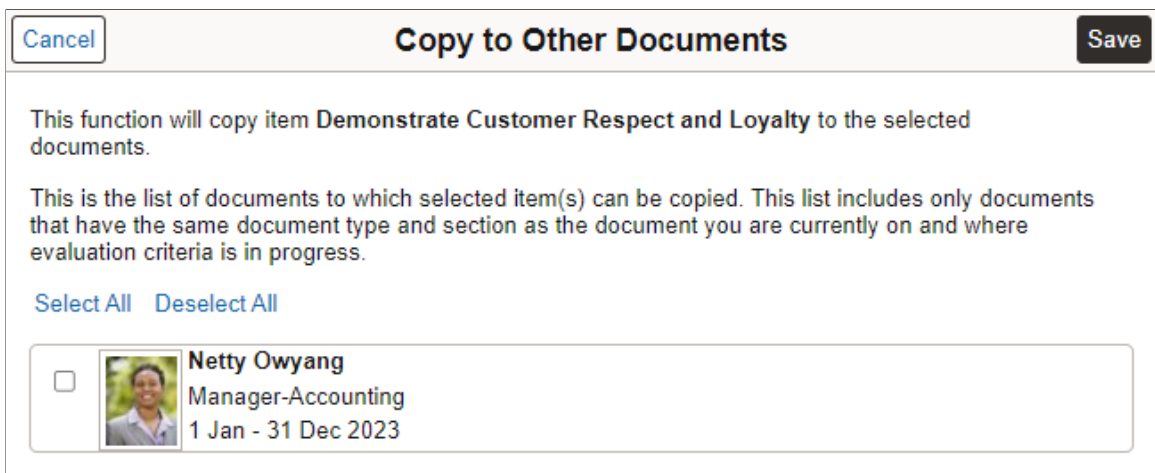 Cancel
Copy to Other Documents
Save
This function will copy item Demonstrate Customer Respect and Loyalty to the selected
documents.
This is the list of documents to which selected item(s) can be copied. This list includes only documents
that have the same document type and section as the document you are currently on and where
evaluation criteria is in progress.
Select All
Deselect All
Netty Owyang
Manager-Accounting
1 Jan - 31 Dec 2023